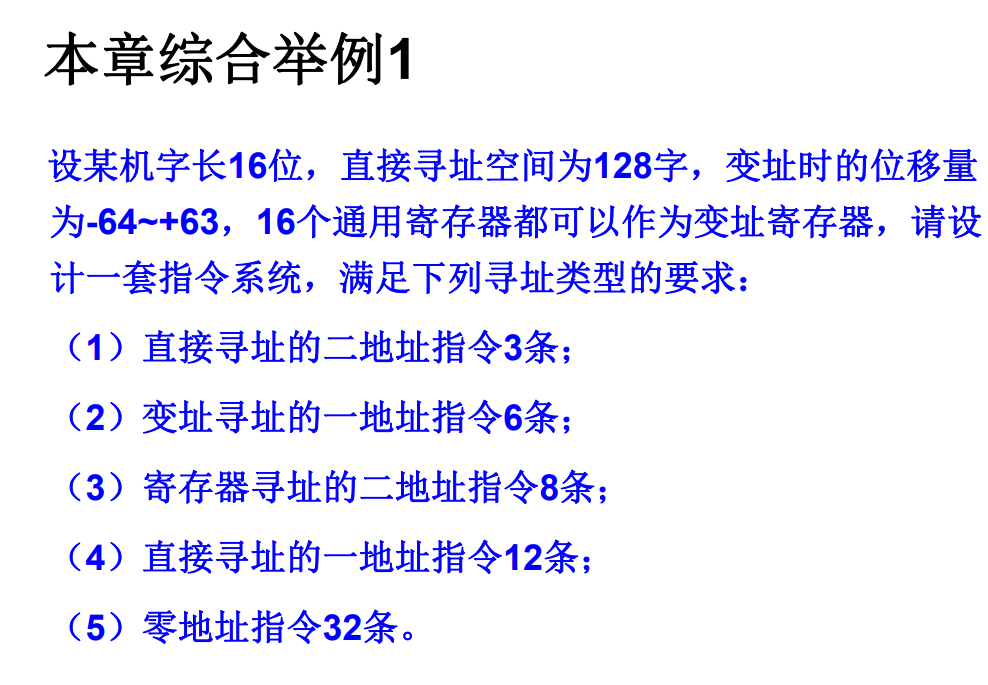 本章综合举例1
设某机字长16位，直接寻址空间为128字，变址时的位移量
为-64~+63，16个通用寄存器都可以作为变址寄存器，请设
计一套指令系统，满足下列寻址类型的要求：
（1）直接寻址的二地址指令3条；
（2）变址寻址的一地址指令6条；
（3）寄存器寻址的二地址指令8条；
（4）直接寻址的一地址指令12条；
（5）零地址指令32条。